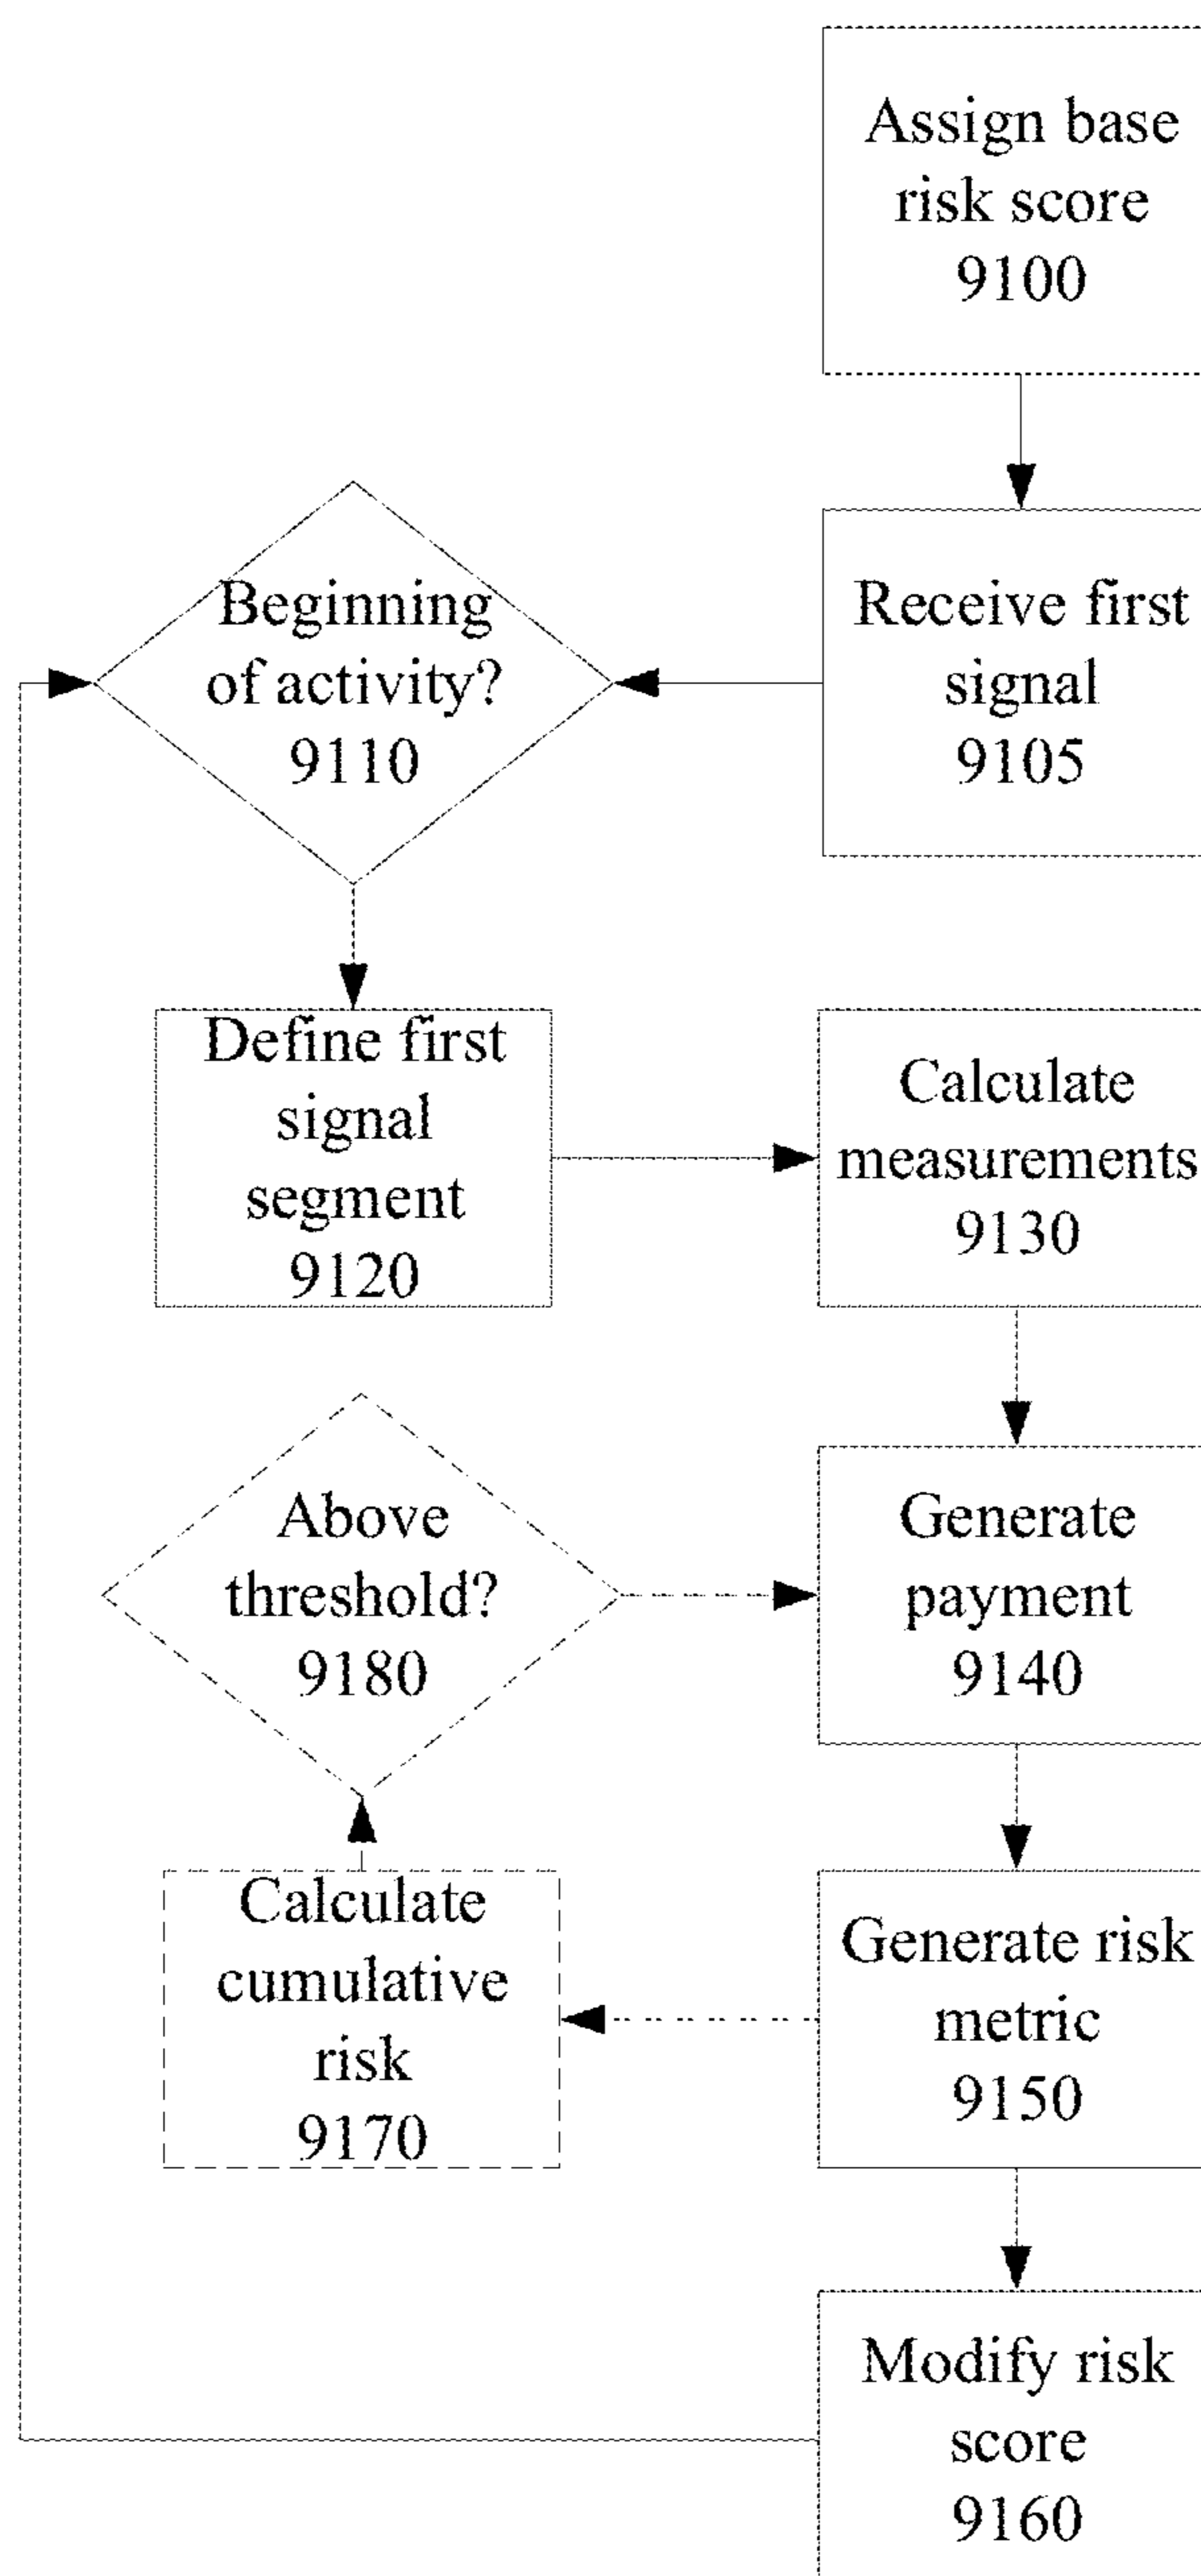 Assign base
risk score
9100
Beginning
of activity?
9110
Receive first
signal
9105
Define first
signal
segment
9120
Calculate
measurements
9130
Above
threshold?
9180
Generate
payment
9140
Calculate
cumulative
risk
9170
Generate risk
metric
9150
Modify risk
score
9160